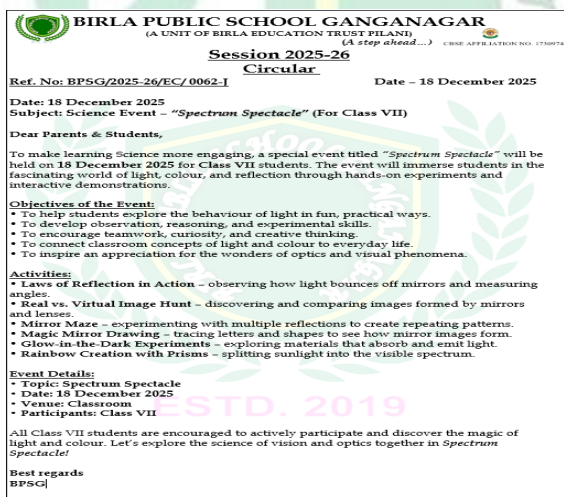 BIRLA PUBLIC SCHOOL GANGANAGAR
(A UNIT OF BIRLA EDUCATION TRUST PILANI)
(A step ahead...) CBSE AFFILIATION NO. 1730974
Session 2025-26
Circular
Ref. No: BPSG/2025-26/EC/ 0062-J Date – 18 December 2025
Date: 18 December 2025
Subject: Science Event – “Spectrum Spectacle” (For Class VII)
Dear Parents & Students,
To make learning Science more engaging, a special event titled “Spectrum Spectacle” will be
held on 18 December 2025 for Class VII students. The event will immerse students in the
fascinating world of light, colour, and reflection through hands-on experiments and
interactive demonstrations.
Objectives of the Event:
• To help students explore the behaviour of light in fun, practical ways.
• To develop observation, reasoning, and experimental skills.
• To encourage teamwork, curiosity, and creative thinking.
• To connect classroom concepts of light and colour to everyday life.
• To inspire an appreciation for the wonders of optics and visual phenomena.
Activities:
• Laws of Reflection in Action – observing how light bounces off mirrors and measuring
angles.
• Real vs. Virtual Image Hunt – discovering and comparing images formed by mirrors
and lenses.
• Mirror Maze – experimenting with multiple reflections to create repeating patterns.
• Magic Mirror Drawing – tracing letters and shapes to see how mirror images form.
• Glow-in-the-Dark Experiments – exploring materials that absorb and emit light.
• Rainbow Creation with Prisms – splitting sunlight into the visible spectrum.
Event Details:
• Topic: Spectrum Spectacle
• Date: 18 December 2025
• Venue: Classroom
• Participants: Class VII
ESTD. 2019
All Class VII students are encouraged to actively participate and discover the magic of
light and colour. Let’s explore the science of vision and optics together in Spectrum
Spectacle!
Best regards
BPSG